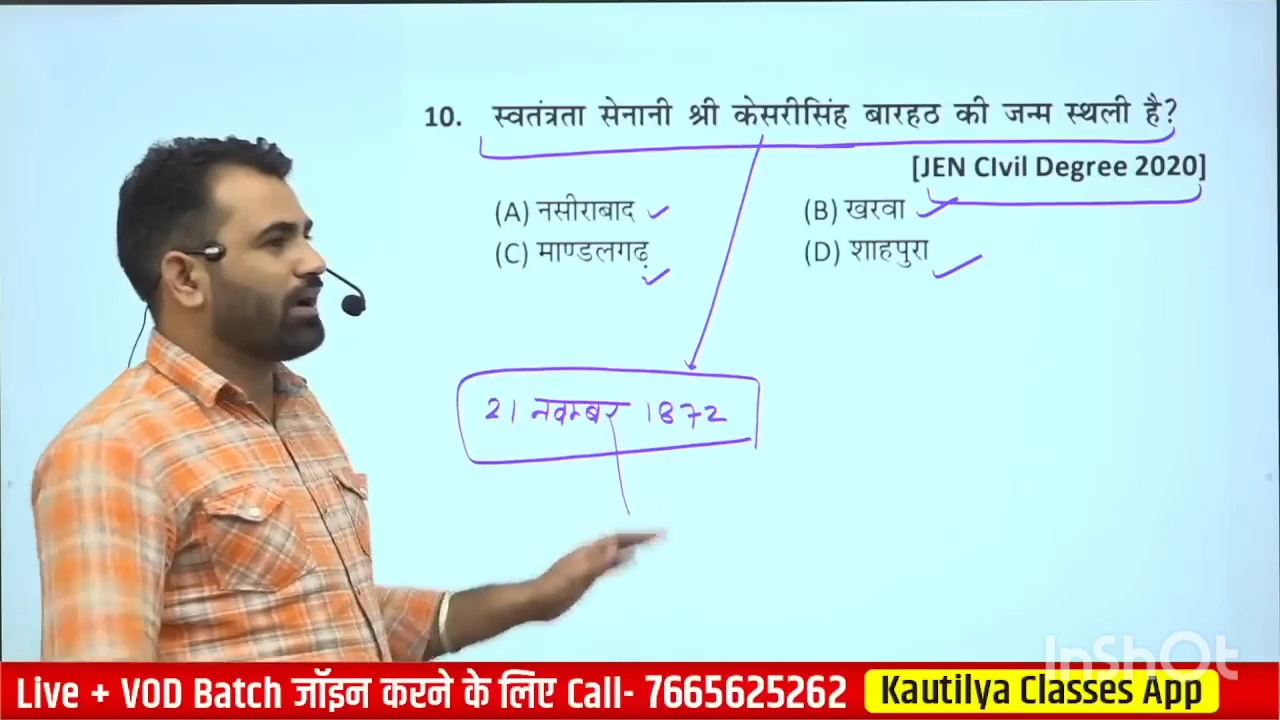 10. स्वतंत्रता सेनानी श्री केसरीसिंह बारहठ की जन्म स्थली है?
[JEN CIvil Degree 2020]
(A) नसीराबाद (B) खरवा
(C) माण्डलगढ़ (D) शाहपुरा
21 नवम्बर 1872
InShOt
Live + VOD Batch जॉइन करने के लिए Call- 7665625262 Kautilya Classes App